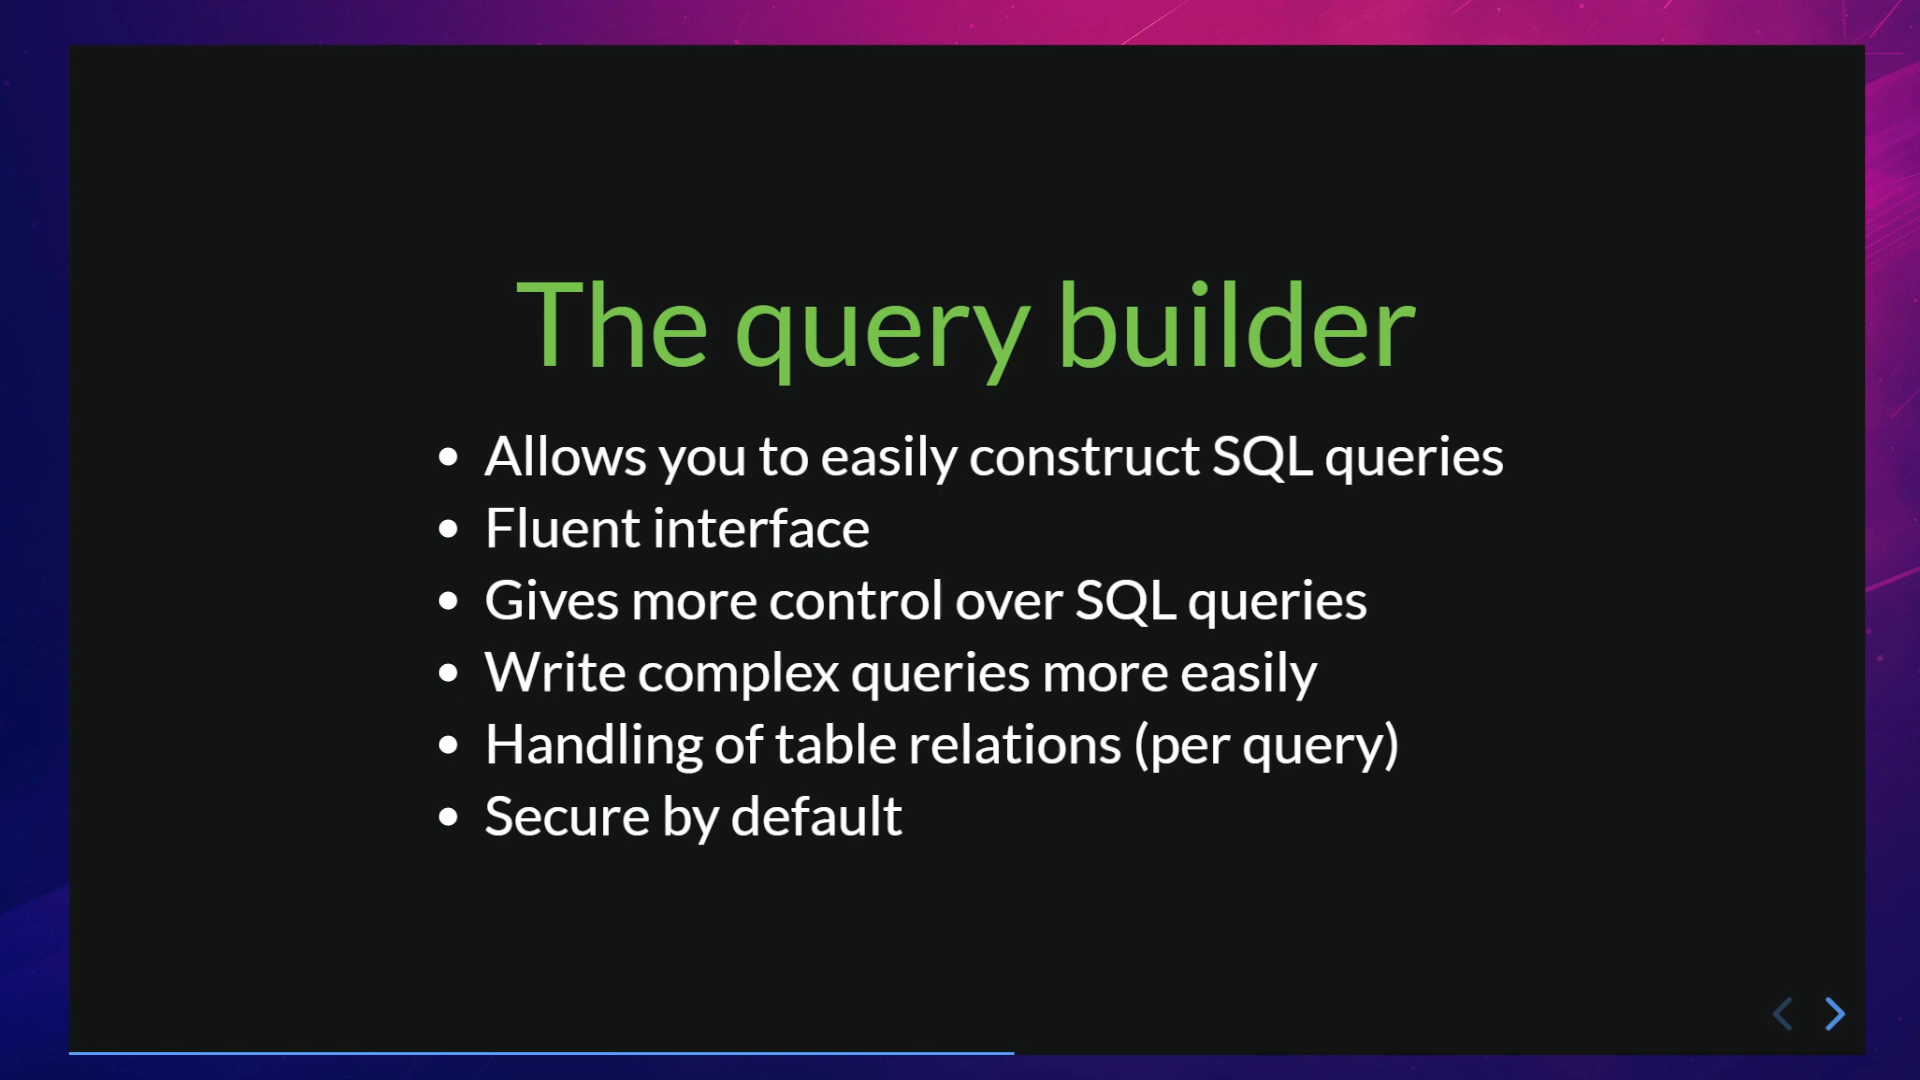 The query builder
• Allows you to easily construct SQL queries
• Fluent interface
• Gives more control over SQL queries
• Write complex queries more easily
• Handling of table relations (per query)
• Secure by default